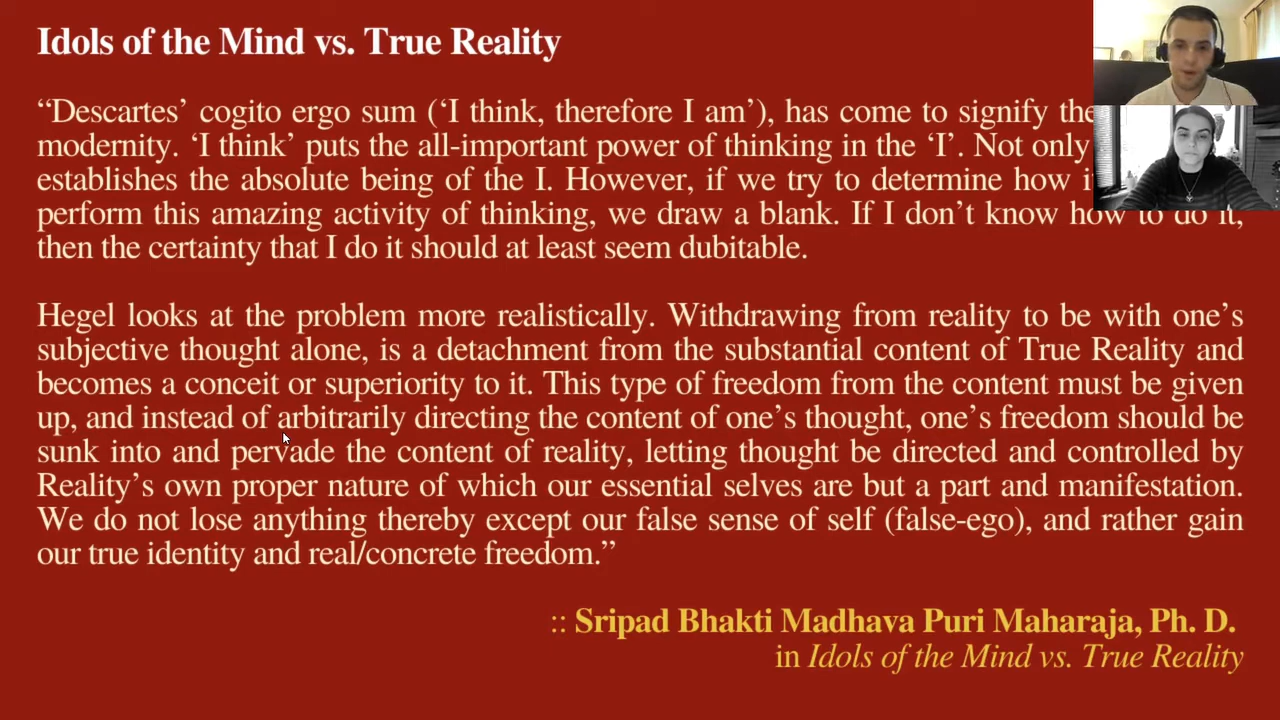 Idols of the Mind vs. True Reality
“Descartes’ cogito ergo sum (‘I think, therefore I am’), has come to signify the
modernity. ‘I think’ puts the all-important power of thinking in the ‘I’. Not only
establishes the absolute being of the I. However, if we try to determine how
perform this amazing activity of thinking, we draw a blank. If I don’t know how to do it,
then the certainty that I do it should at least seem dubitable.
Hegel looks at the problem more realistically. Withdrawing from reality to be with one’s
subjective thought alone, is a detachment from the substantial content of True Reality and
becomes a conceit or superiority to it. This type of freedom from the content must be given
up, and instead of arbitrarily directing the content of one’s thought, one’s freedom should be
sunk into and pervade the content of reality, letting thought be directed and controlled by
Reality’s own proper nature of which our essential selves are but a part and manifestation.
We do not lose anything thereby except our false sense of self (false-ego), and rather gain
our true identity and real/concrete freedom.”
:: Sripad Bhakti Madhava Puri Maharaja, Ph. D.
in Idols of the Mind vs. True Reality